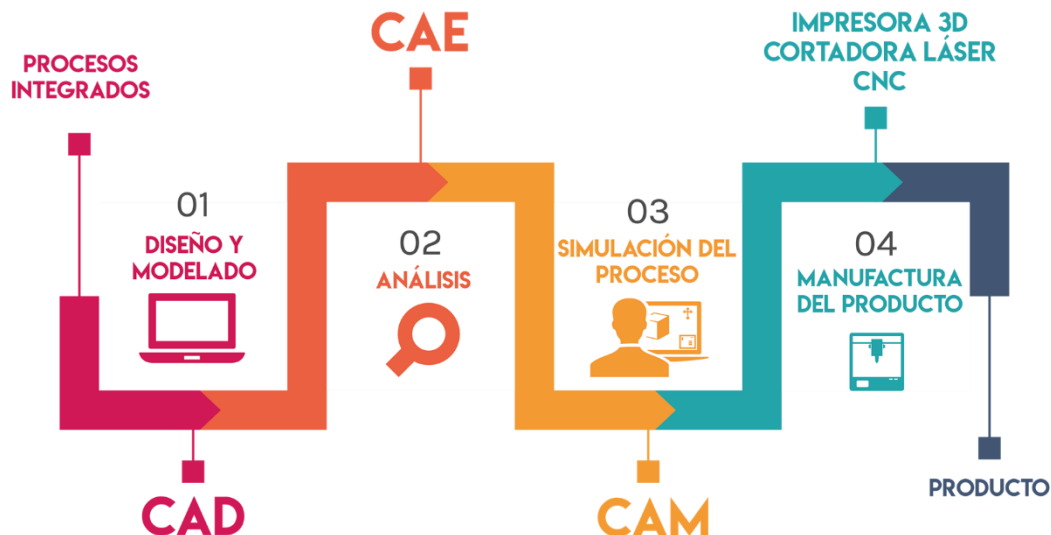 PROCESOS
INTEGRADOS
01
DISEÑO Y
MODELADO
CAD
CAE
02
ANÁLISIS
03
SIMULACIÓN DEL
PROCESO
CAM
IMPRESORA 3D
CORTADORA LÁSER
CNC
04
MANUFACTURA
DEL PRODUCTO
PRODUCTO